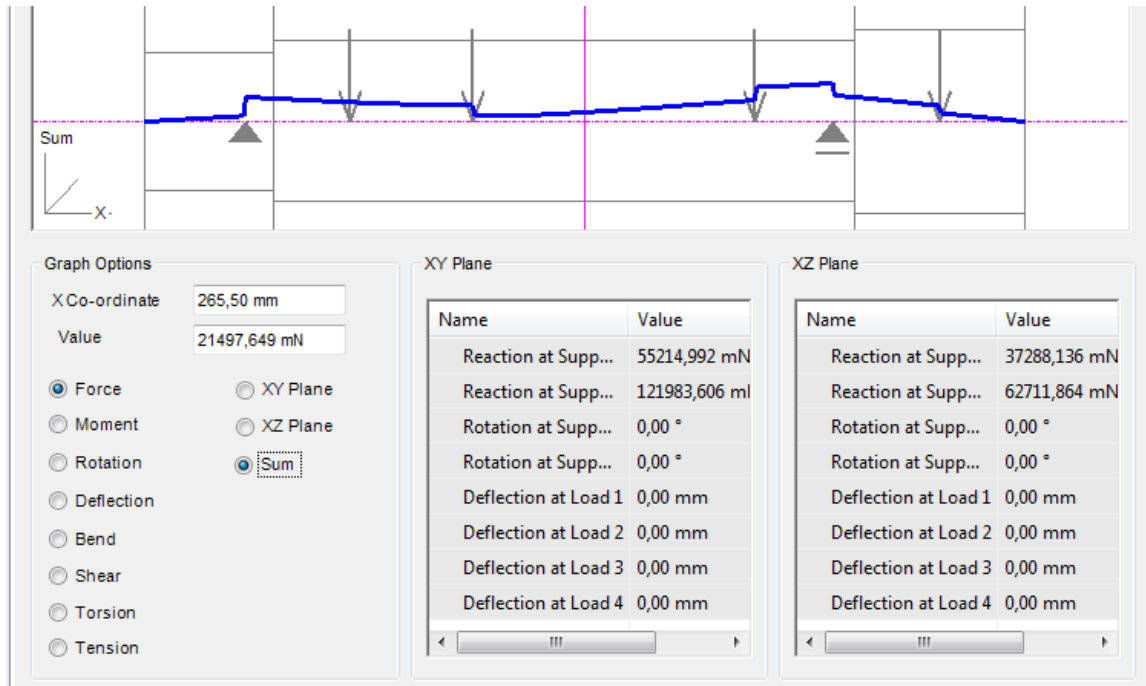 Sum
X-
Graph Options
X Co-ordinate 265,50 mm
Value 21497,649 mN
Force XY Plane
Moment XZ Plane
Rotation Sum
Deflection
Bend
Shear
Torsion
Tension
XY Plane
Name Value
Reaction at Supp... 55214,992 mN
Reaction at Supp... 121983,606 m
Rotation at Supp... 0,00 °
Rotation at Supp... 0,00 °
Deflection at Load 1 0,00 mm
Deflection at Load 2 0,00 mm
Deflection at Load 3 0,00 mm
Deflection at Load 4 0,00 mm
XZ Plane
Name Value
Reaction at Supp... 37288,136 mN
Reaction at Supp... 62711,864 mN
Rotation at Supp... 0,00 °
Rotation at Supp... 0,00 °
Deflection at Load 1 0,00 mm
Deflection at Load 2 0,00 mm
Deflection at Load 3 0,00 mm
Deflection at Load 4 0,00 mm